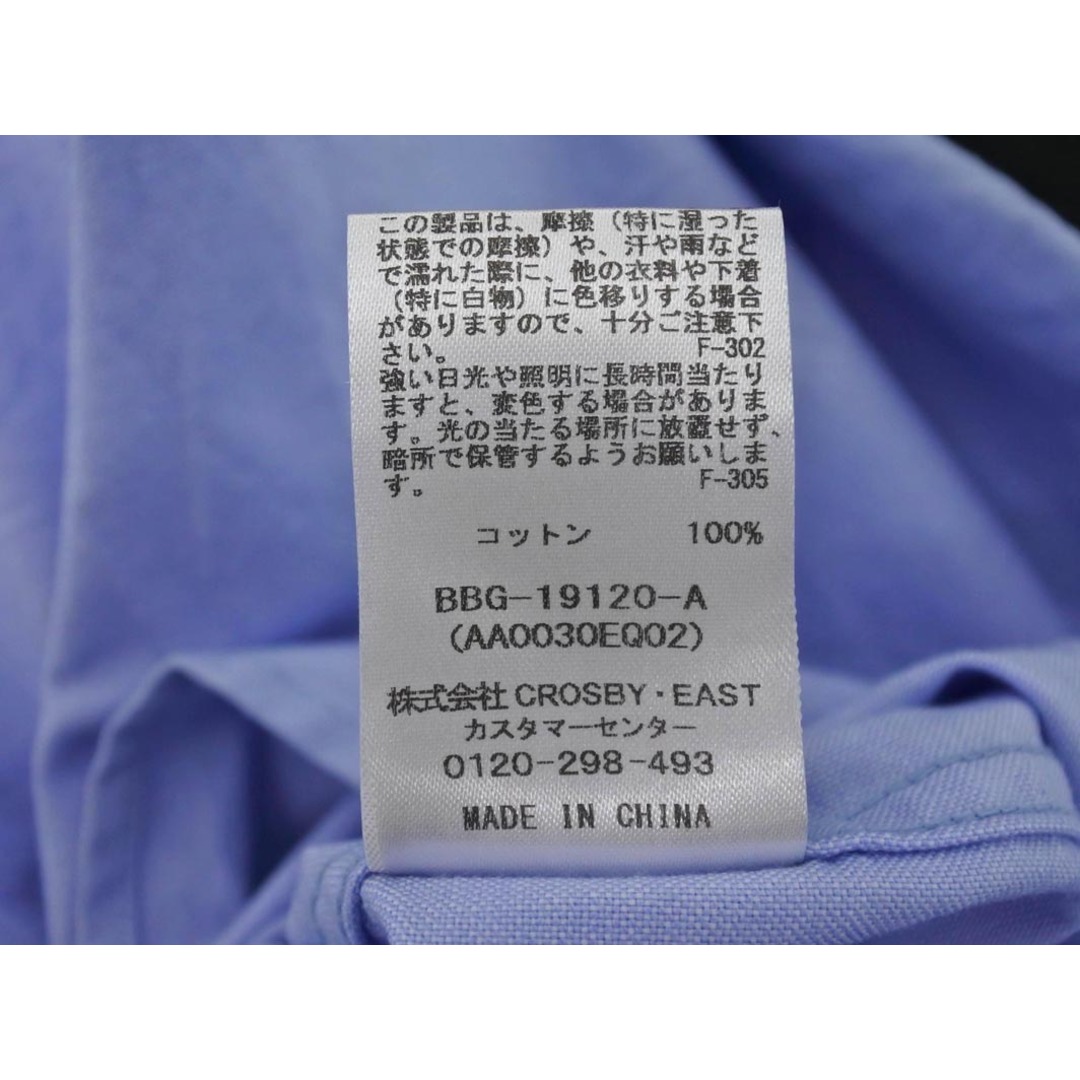 この製品は、摩擦（特に湿った
状態での摩擦）や、汗や雨など
で濡れた際に、他の衣料や下着
（特に白物）に色移りする場合
がありますので、十分ご注意下
さい。 F-302
強い日光や照明に長時間当たり
ますと、変色する場合がありま
す。光の当たる場所に放置せず、
暗所で保管するようお願いしま
す。 F-305
コットン 100%
BBG-19120-A
(AA0030EQ02)
株式会社CROSBY・EAST
カスタマーセンター
0120-298-493
MADE IN CHINA